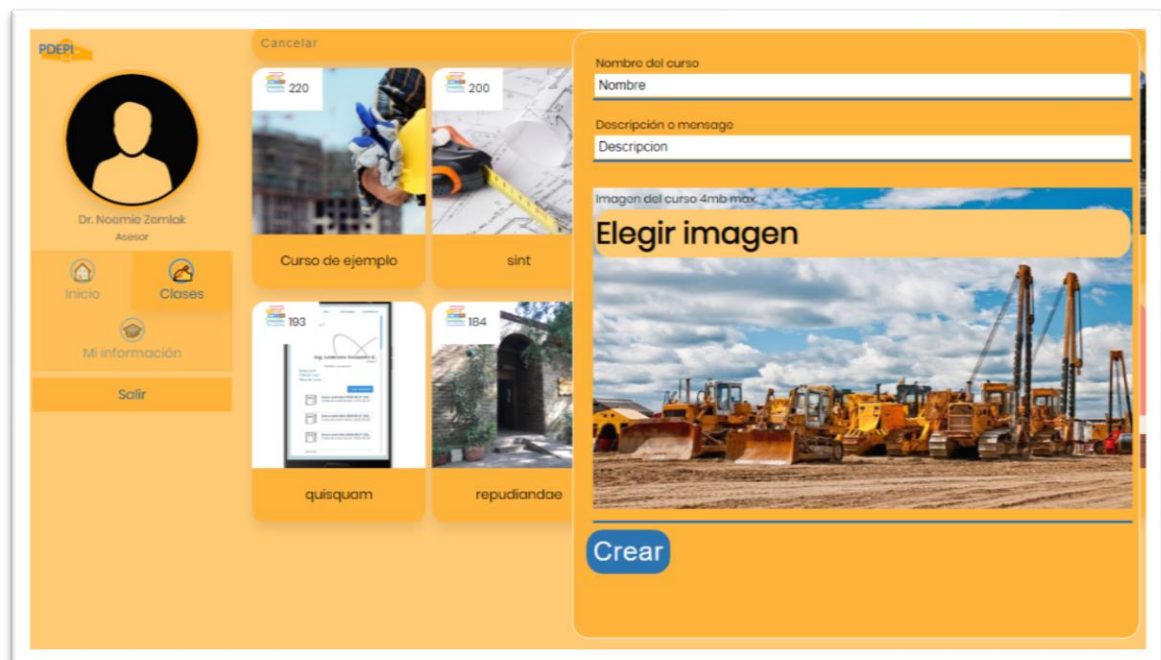 PDEPI
Dr. Noemie Zemlak
Asesor
Inicio
Clases
Mi información
Salir
Cancelar
220
Curso de ejemplo
200
sint
193
quisquam
184
repudiandae
Nombre del curso
Nombre
Descripción o mensage
Descripcion
Imagen del curso 4mb max
Elegir imagen
Crear